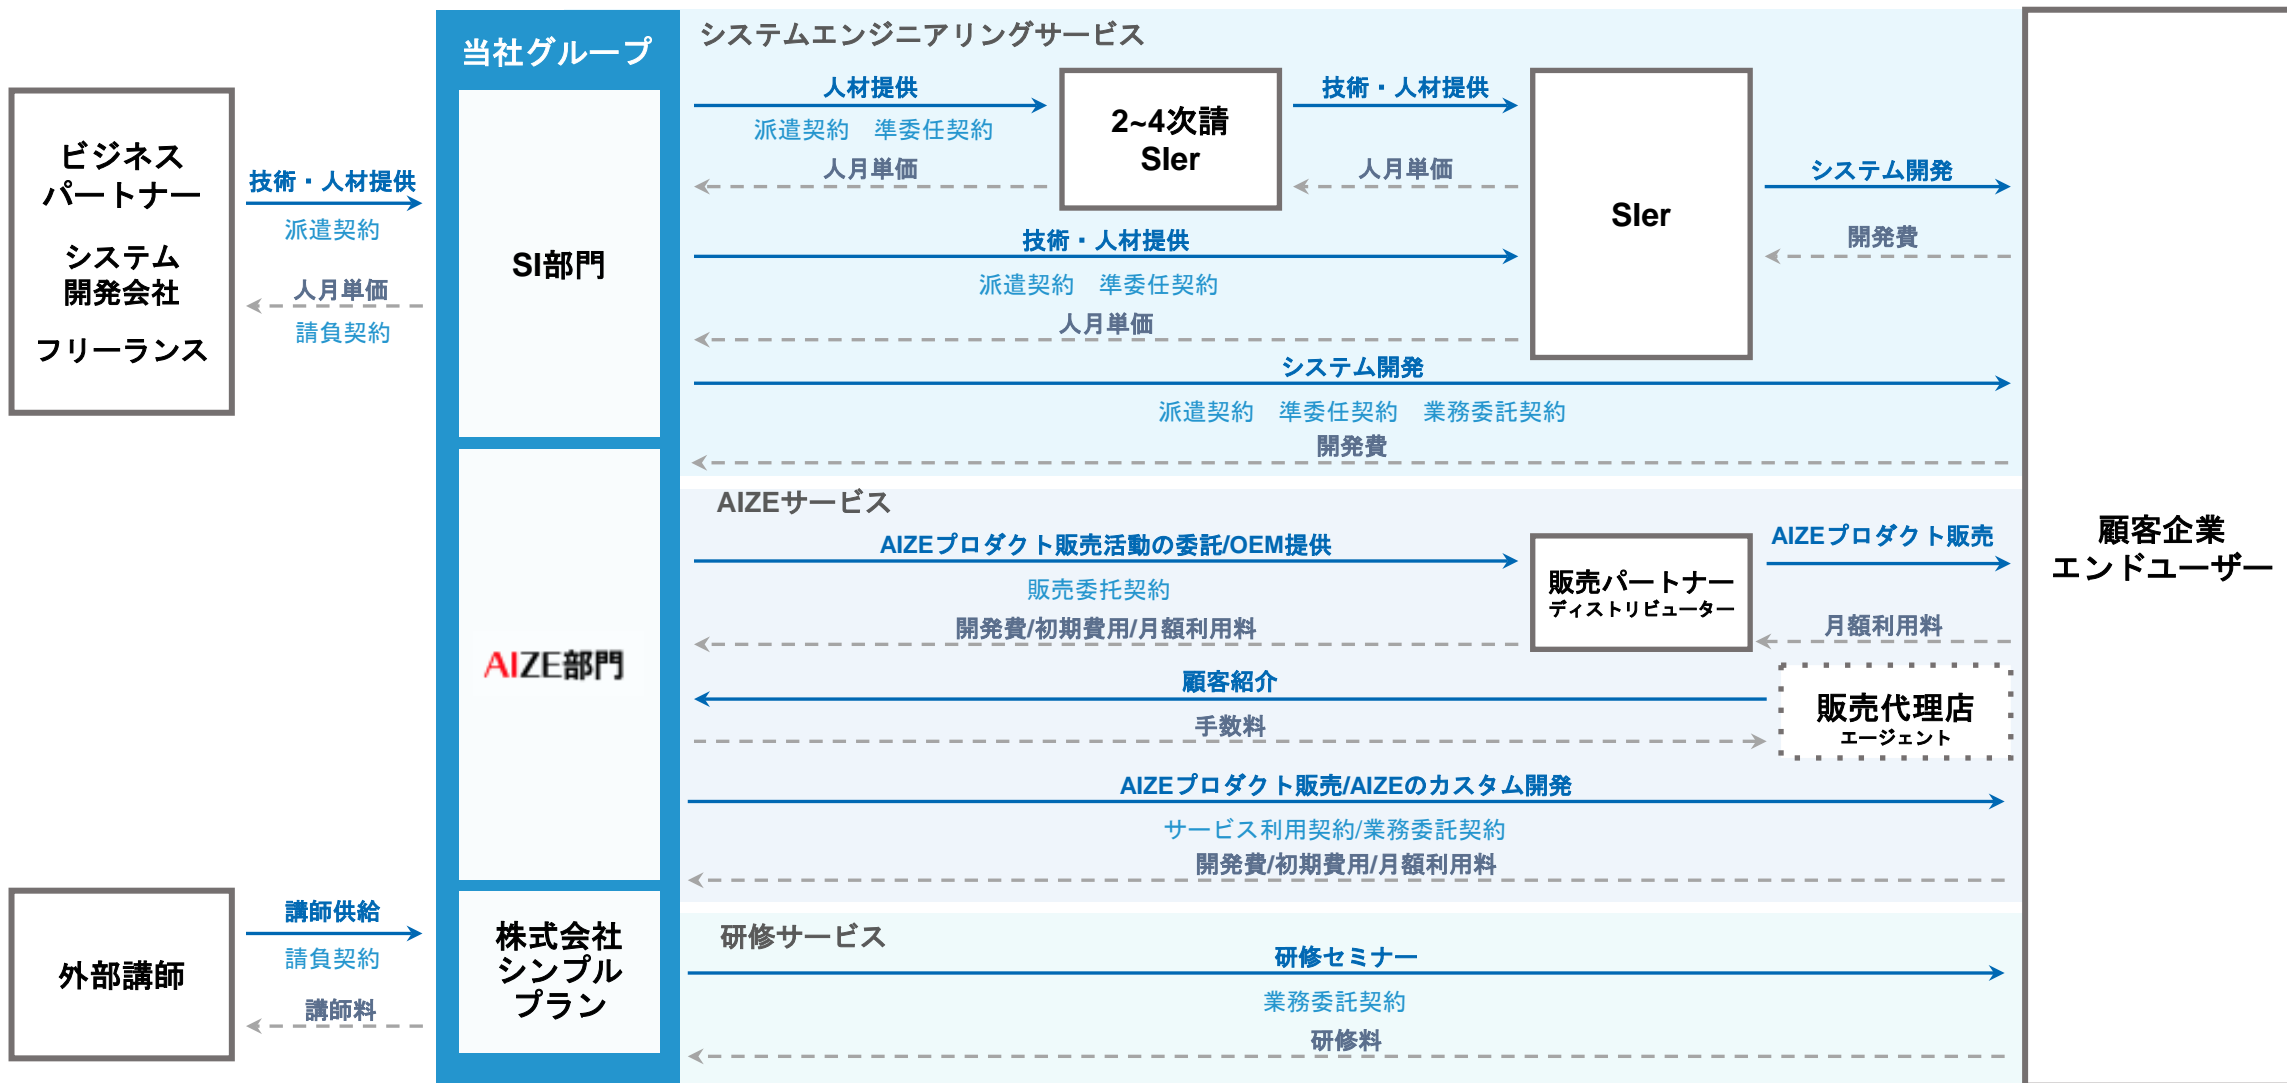 当社グループ
システムエンジニアリングサービス
ビジネス
パートナー
システム
開発会社
フリーランス
技術・人材提供
派遣契約
人月単価
請負契約
SI部門
人材提供
派遣契約　準委任契約
人月単価
2~4次請
SIer
技術・人材提供
人月単価
SIer
システム開発
開発費
技術・人材提供
派遣契約　準委任契約
人月単価
システム開発
派遣契約　準委任契約　業務委託契約
開発費
顧客企業
エンドユーザー
AIZEサービス
AIZE部門
AIZEプロダクト販売活動の委託/OEM提供
販売委托契約
開発費/初期費用/月額利用料
販売パートナー
ディストリビューター
AIZEプロダクト販売
月額利用料
顧客紹介
手数料
販売代理店
エージェント
AIZEプロダクト販売/AIZEのカスタム開発
サービス利用契約/業務委託契約
開発費/初期費用/月額利用料
外部講師
講師供給
請負契約
講師料
株式会社
シンプル
プラン
研修サービス
研修セミナー
業務委託契約
研修料